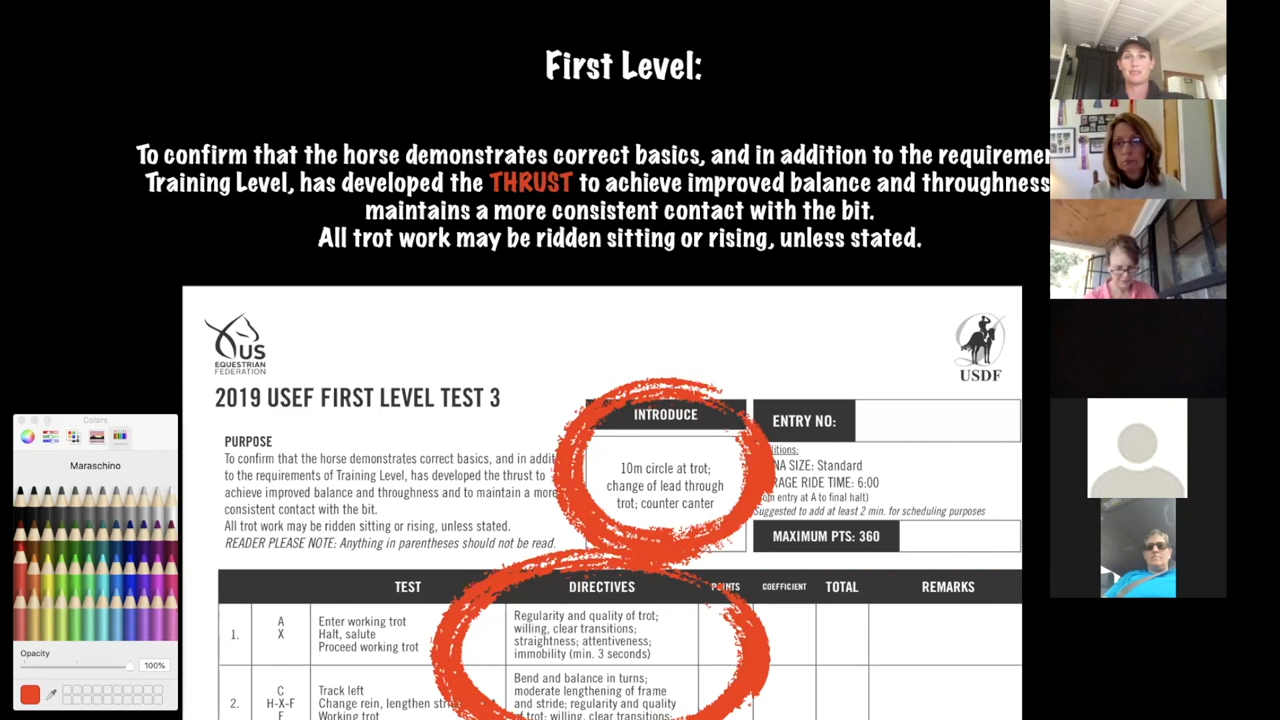 First Level:
To confirm that the horse demonstrates correct basics, and in addition to the
Training Level, has developed the THRUST to achieve improved balance and throughness
maintains a more consistent contact with the bit.
All trot work may be ridden sitting or rising, unless stated.
US
EQUESTRIAN
FEDERATION
USDF
2019 USEF FIRST LEVEL TEST 3
INTRODUCE
10m circle at trot;
change of lead through
trot; counter canter
ENTRY NO:
PURPOSE
To confirm that the horse demonstrates correct basics, and in
to the requirements of Training Level, has developed the thrust to
achieve improved balance and throughness and to maintain a more
consistent contact with the bit.
All trot work may be ridden sitting or rising, unless stated.
READER PLEASE NOTE: Anything in parentheses should not be read.
SIZE: Standard
RIDE TIME: 6:00
entry at A to final halt)
Suggested to add at least 2 min. for scheduling purposes
MAXIMUM PTS: 360
TEST
DIRECTIVES
POINTS
COEFFICIENT
TOTAL
REMARKS
1.
A
X
Enter working trot
Halt, salute
Proceed working trot
Regularity and quality of trot;
willing, clear transitions;
straightness; attentiveness;
immobility (min. 3 seconds)
2.
C
H-X-F
F
Track left
Change rein, lengthen
Working trot
Bend and balance in turns;
moderate lengthening of frame
and stride; regularity and quality
of trot; willing, clear transitions;
Colors
Maraschino
Opacity
100%